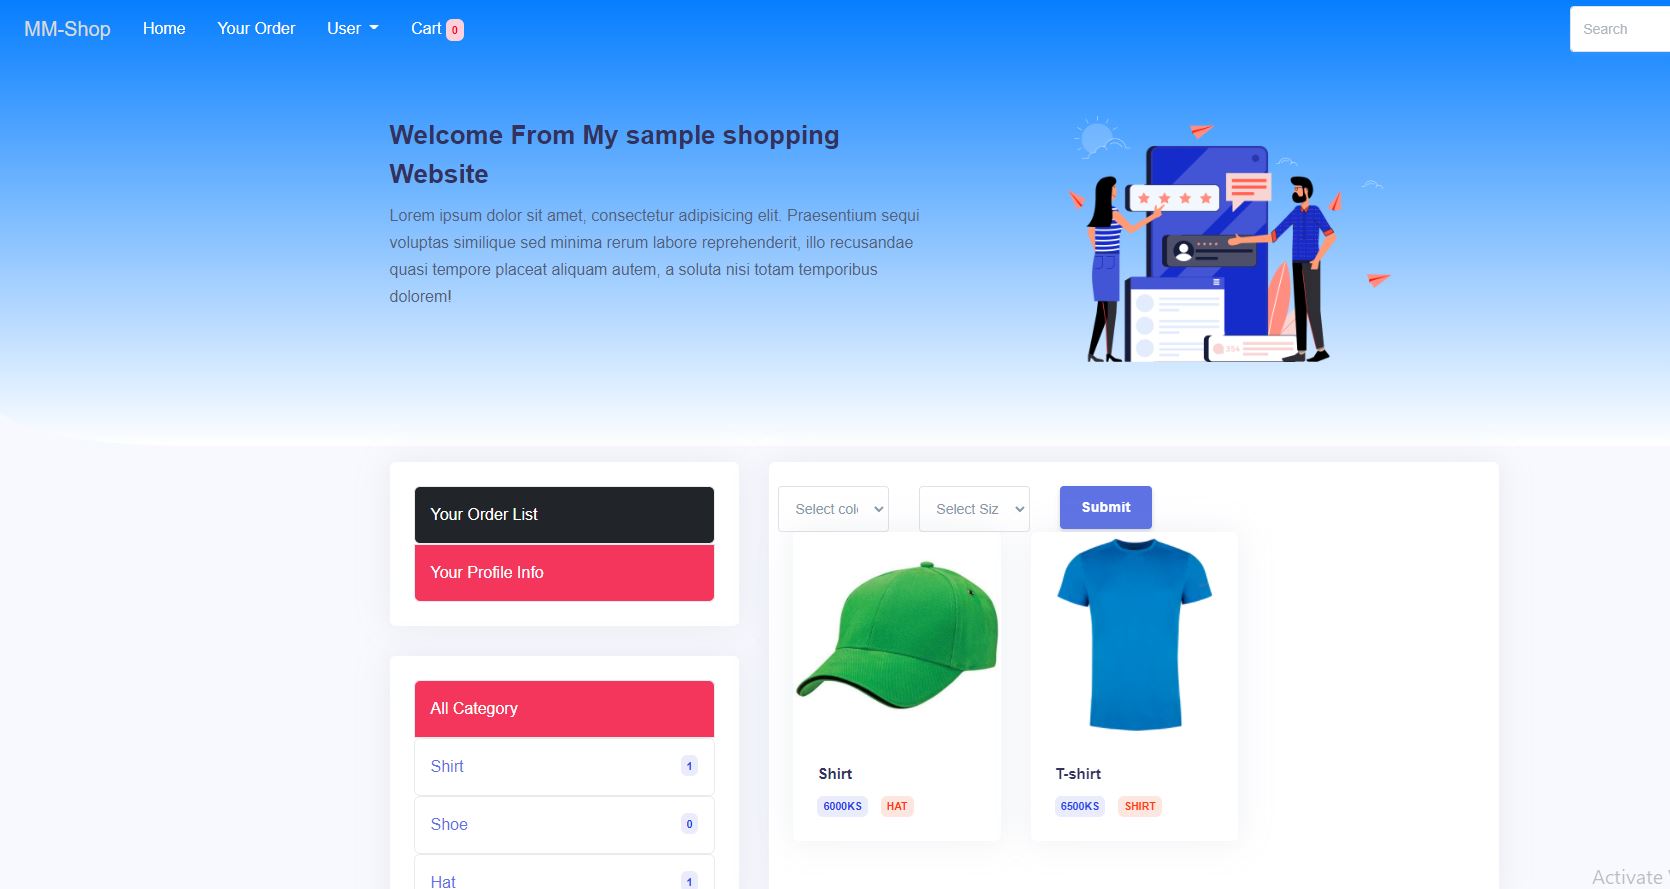 MM-Shop Home Your Order User Cart 0 Search
Welcome From My sample shopping
Website
Lorem ipsum dolor sit amet, consectetur adipisicing elit. Praesentium sequi
voluptas similique sed minima rerum labore reprehenderit, illo recusandae
quasi tempore placeat aliquam autem, a soluta nisi totam temporibus
dolorem!
354
Your Order List
Your Profile Info
All Category
Shirt 1
Shoe 0
Hat 1
Select col
Select Siz
Submit
Shirt
6000KS HAT
T-shirt
6500KS SHIRT
Activate